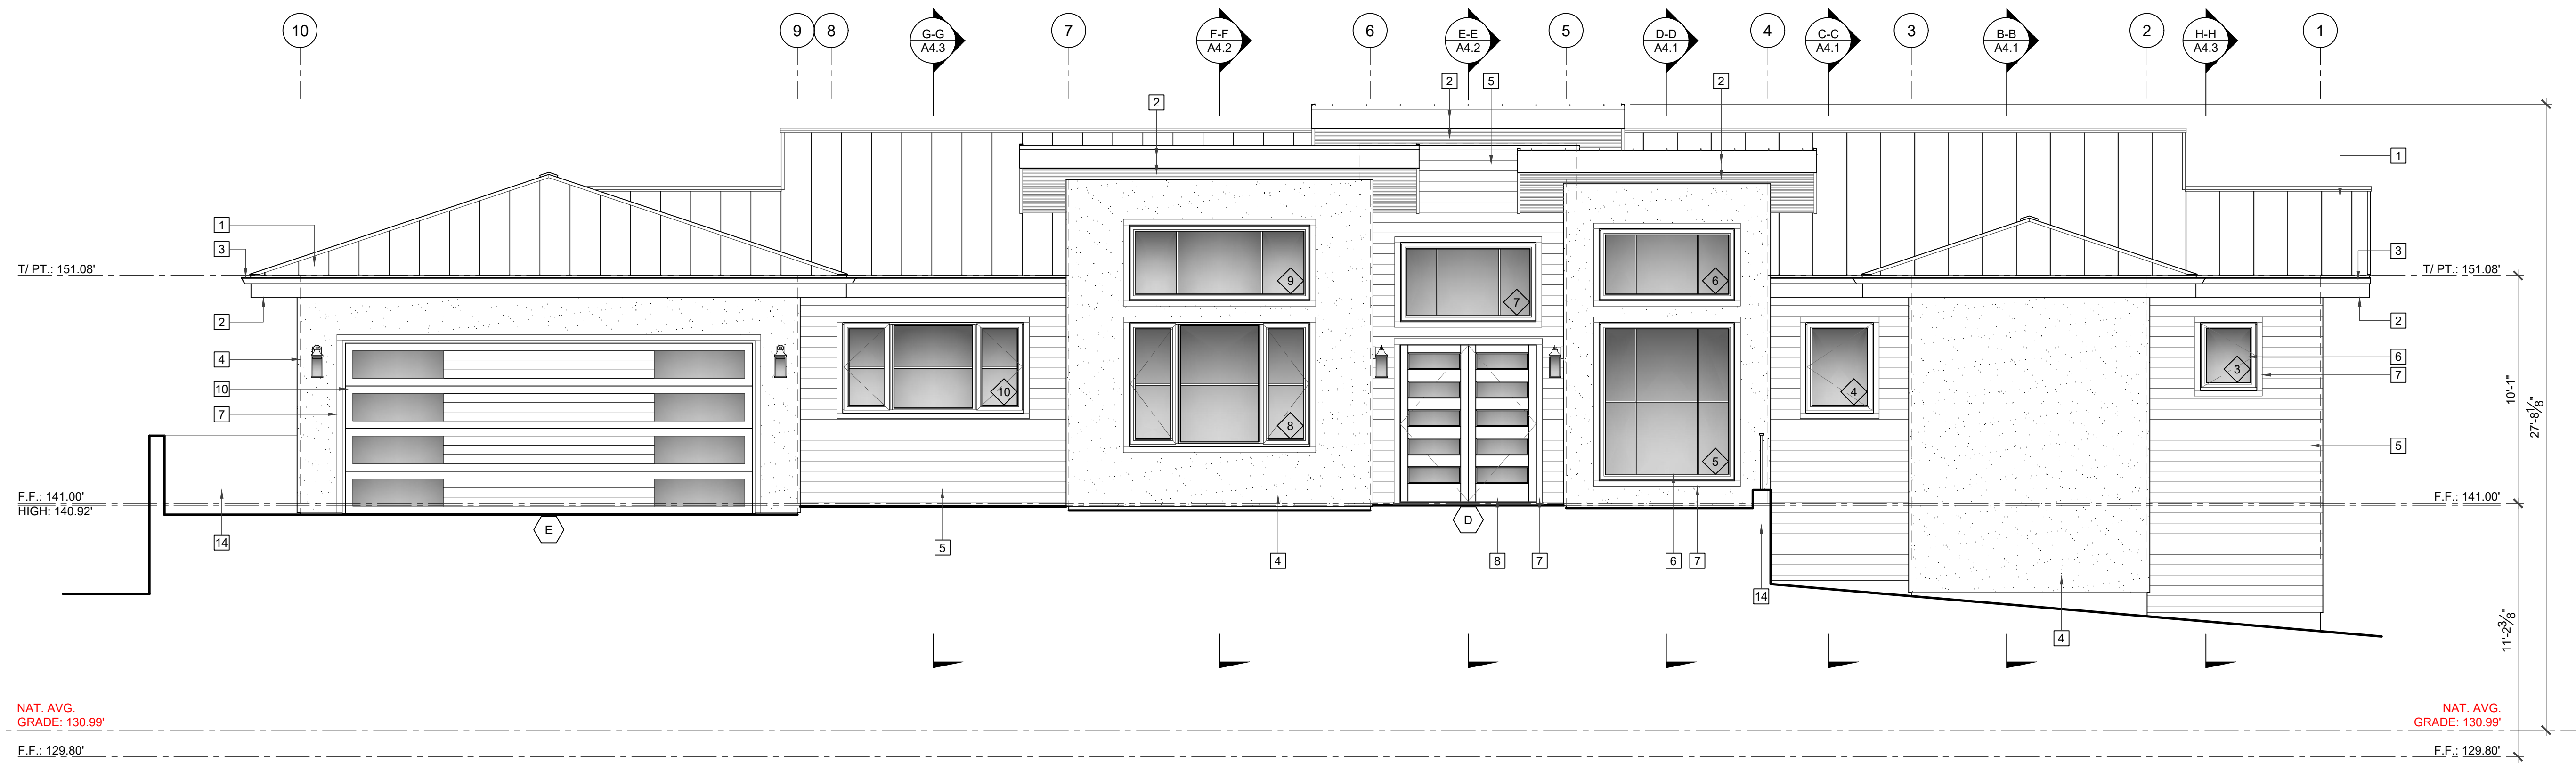 10
9
8
G-G
A4.3
7
F-F
A4.2
6
E-E
A4.2
5
D-D
A4.1
4
C-C
A4.1
3
B-B
A4.1
2
H-H
A4.3
1
2
2
5
2
1
1
3
3
T/ PT.: 151.08'
T/ PT.: 151.08'
9
6
7
2
2
4
6
10
3
7
10
4
7
8
5
5
10'-1"
27'-8 1/8"
F.F.: 141.00'
HIGH: 140.92'
F.F.: 141.00'
E
D
14
5
4
8
7
6
7
14
4
11'-2 3/8"
NAT. AVG.
GRADE: 130.99'
NAT. AVG.
GRADE: 130.99'
F.F.: 129.80'
F.F.: 129.80'